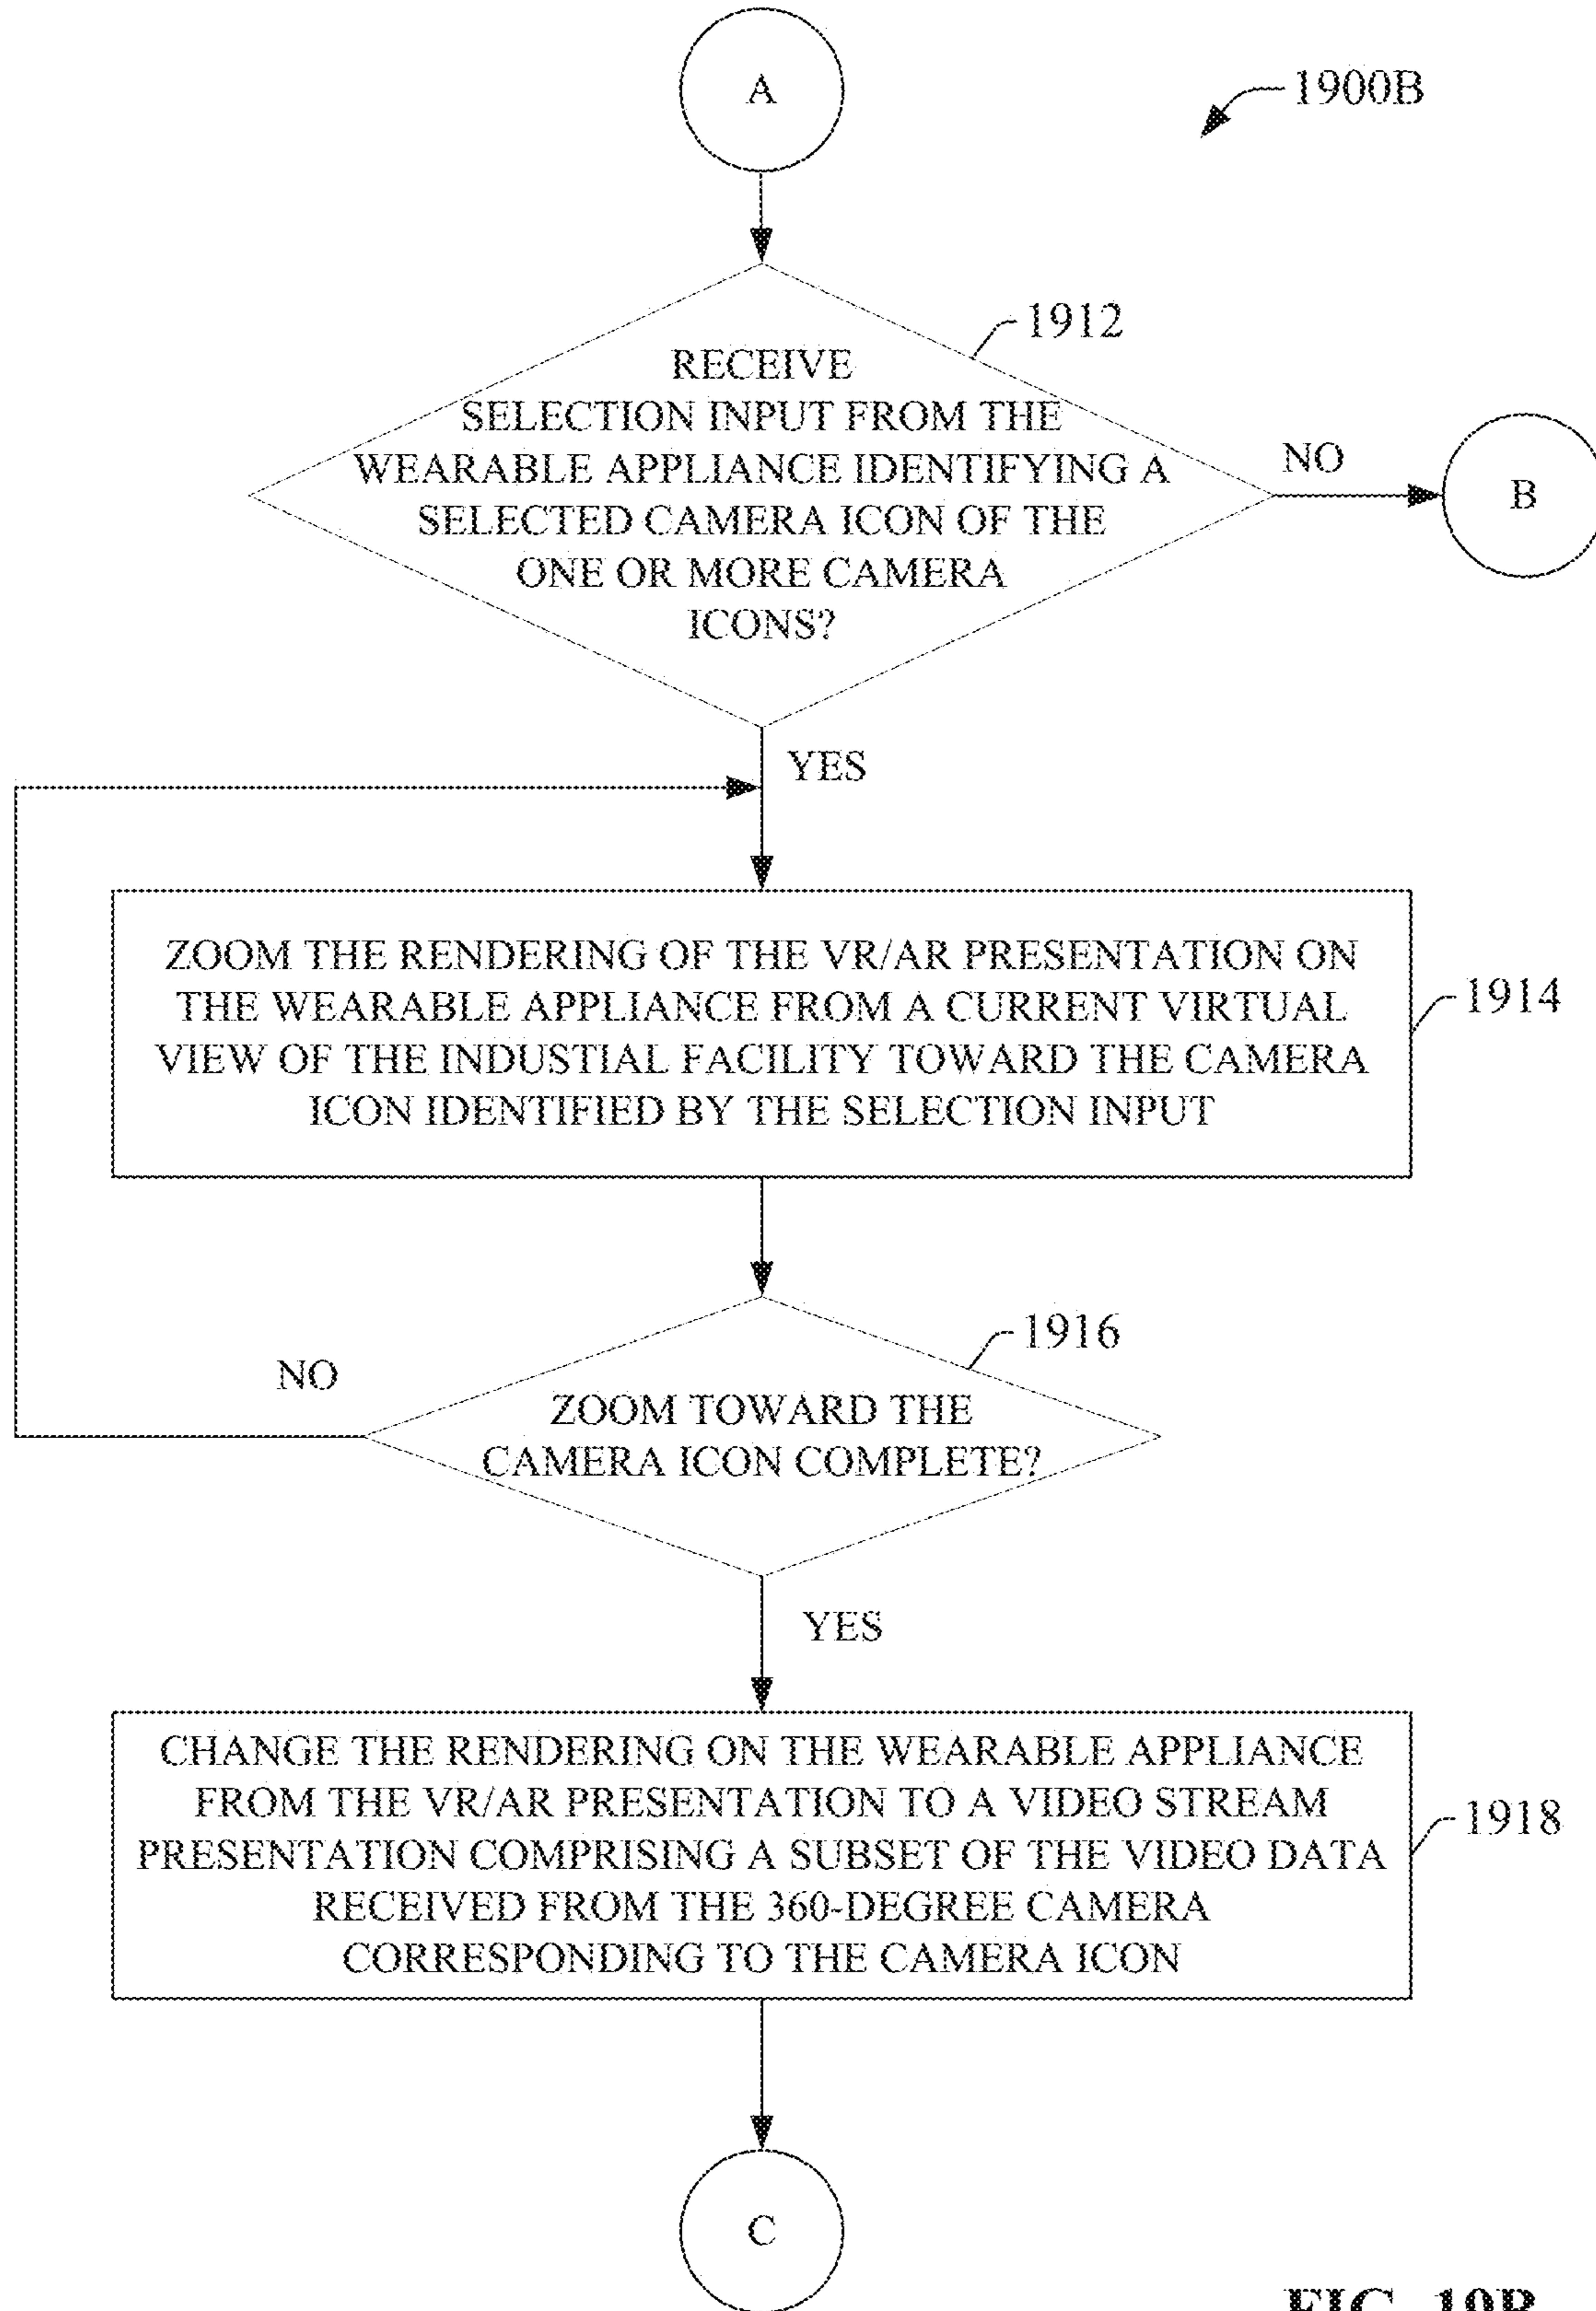 A
1900B
1912
RECEIVE
SELECTION INPUT FROM THE
WEARABLE APPLIANCE IDENTIFYING A
SELECTED CAMERA ICON OF THE
ONE OR MORE CAMERA
ICONS?
NO
B
YES
ZOOM THE RENDERING OF THE VR/AR PRESENTATION ON
THE WEARABLE APPLIANCE FROM A CURRENT VIRTUAL
VIEW OF THE INDUSTIAL FACILITY TOWARD THE CAMERA
ICON IDENTIFIED BY THE SELECTION INPUT
1914
1916
NO
ZOOM TOWARD THE
CAMERA ICON COMPLETE?
YES
CHANGE THE RENDERING ON THE WEARABLE APPLIANCE
FROM THE VR/AR PRESENTATION TO A VIDEO STREAM
PRESENTATION COMPRISING A SUBSET OF THE VIDEO DATA
RECEIVED FROM THE 360-DEGREE CAMERA
CORRESPONDING TO THE CAMERA ICON
1918
C
FIG. 19B